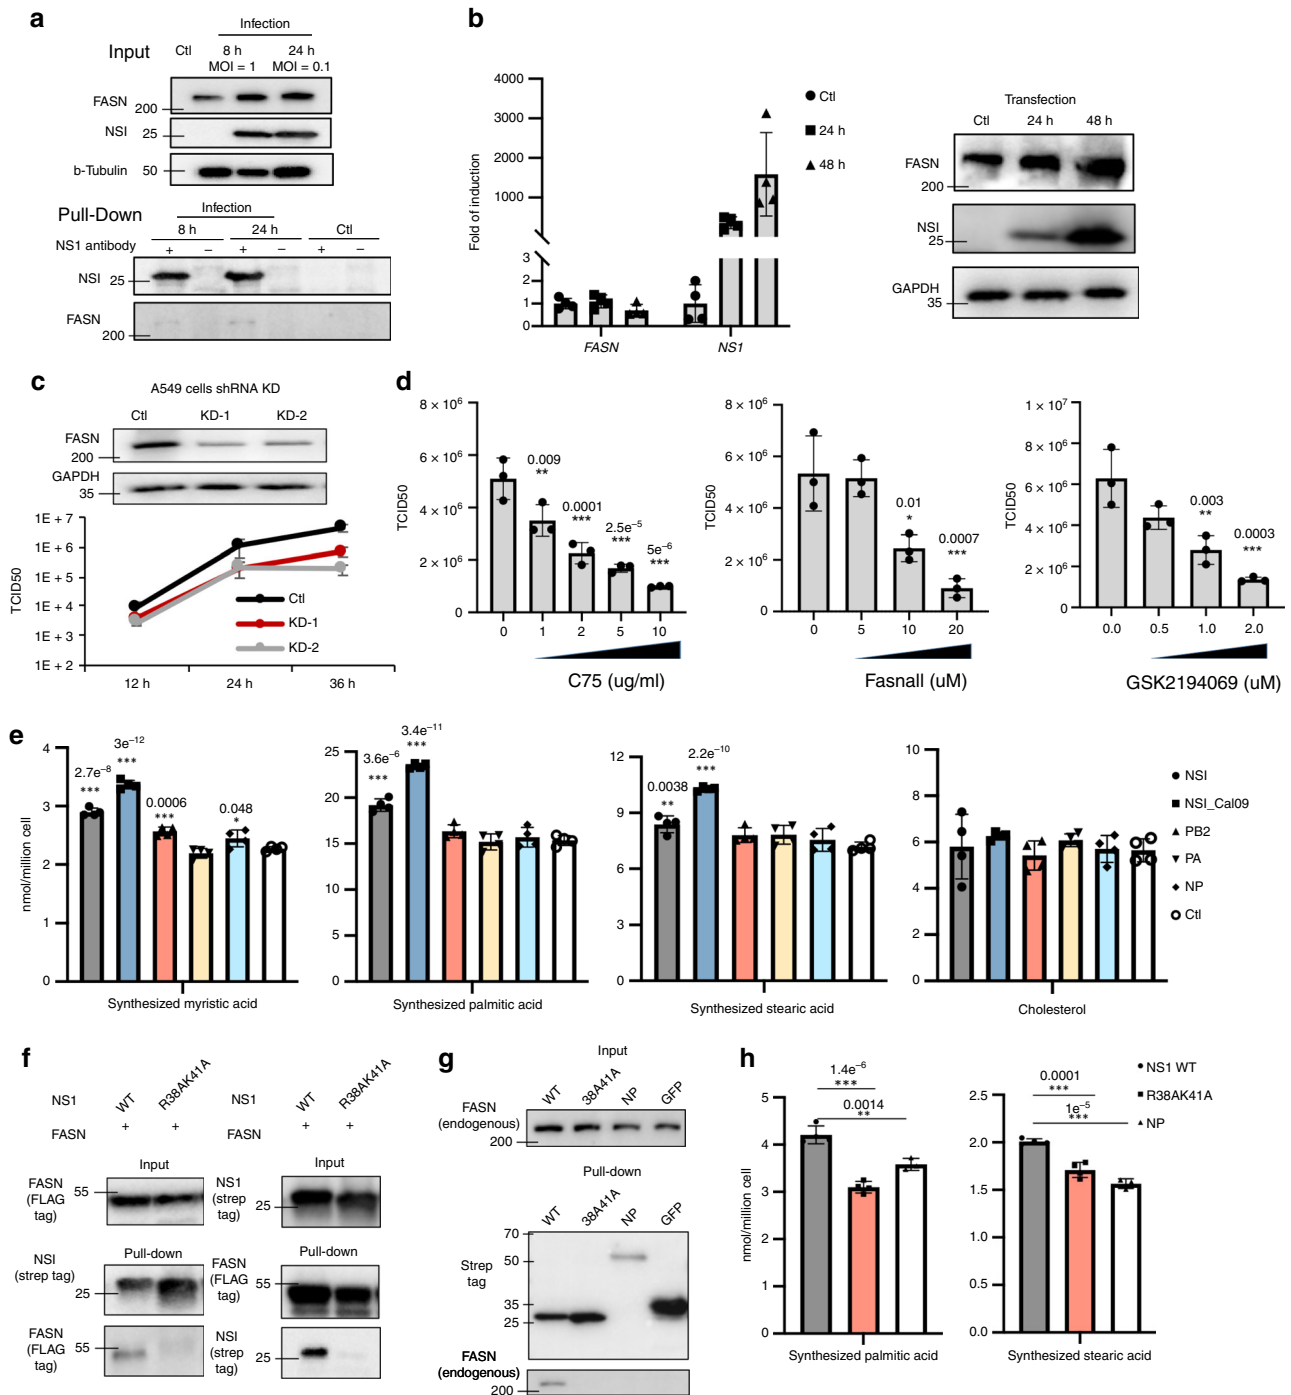 a
Infection
Input
Ctl
8 h
24 h
MOI = 1
MOI = 0.1
FASN
200
NSI
25
b-Tubulin
50
Pull-Down
Infection
8 h
24 h
Ctl
NS1 antibody
+ − + − + −
NSI
25
FASN
200
b
Fold of induction
4000
3000
2000
1000
3
2
1
0
FASN
NS1
Ctl
24 h
48 h
Transfection
Ctl 24 h 48 h
FASN
200
NSI
25
GAPDH
35
c
A549 cells shRNA KD
Ctl KD-1 KD-2
FASN
200
GAPDH
35
TCID50
1E + 7
1E + 6
1E + 5
1E + 4
1E + 3
1E + 2
Ctl
KD-1
KD-2
12 h 24 h 36 h
d
TCID50
8 × 10⁶
6 × 10⁶
4 × 10⁶
2 × 10⁶
0
0.009
**
0.0001
***
2.5e⁻⁵
***
5e⁻⁶
***
0 1 2 5 10
C75 (ug/ml)
TCID50
8 × 10⁶
6 × 10⁶
4 × 10⁶
2 × 10⁶
0
0.01
*
0.0007
***
0 5 10 20
Fasnall (uM)
TCID50
1 × 10⁷
8 × 10⁶
6 × 10⁶
4 × 10⁶
2 × 10⁶
0
0.003
**
0.0003
***
0.0 0.5 1.0 2.0
GSK2194069 (uM)
e
nmol/million cell
4
3
2
1
0
2.7e⁻⁸
***
3e⁻¹²
***
0.0006
***
0.048
*
Synthesized myristic acid
25
20
15
10
5
0
3.6e⁻⁶
***
3.4e⁻¹¹
***
Synthesized palmitic acid
12
9
6
3
0
0.0038
**
2.2e⁻¹⁰
***
Synthesized stearic acid
10
8
6
4
2
0
Cholesterol
NSI
NSI_Cal09
PB2
PA
NP
Ctl
f
NS1
WT
R38AK41A
FASN
+ +
Input
FASN
(FLAG
tag)
55
Pull-down
NSI
(strep tag)
25
FASN
(FLAG
tag)
55
NS1
WT
R38AK41A
FASN
+ +
Input
NS1
(strep
tag)
25
Pull-down
FASN
(FLAG
tag)
55
NSI
(strep
tag)
25
g
Input
WT
38A41A
NP
GFP
FASN
(endogenous)
200
Pull-down
WT
38A41A
NP
GFP
Strep
tag
70
50
35
25
FASN
(endogenous)
200
h
nmol/million cell
5
4
3
2
1
0
1.4e⁻⁶
***
0.0014
**
Synthesized palmitic acid
2.5
2.0
1.5
1.0
0.5
0.0
0.0001
***
1e⁻⁵
***
Synthesized stearic acid
NS1 WT
R38AK41A
NP